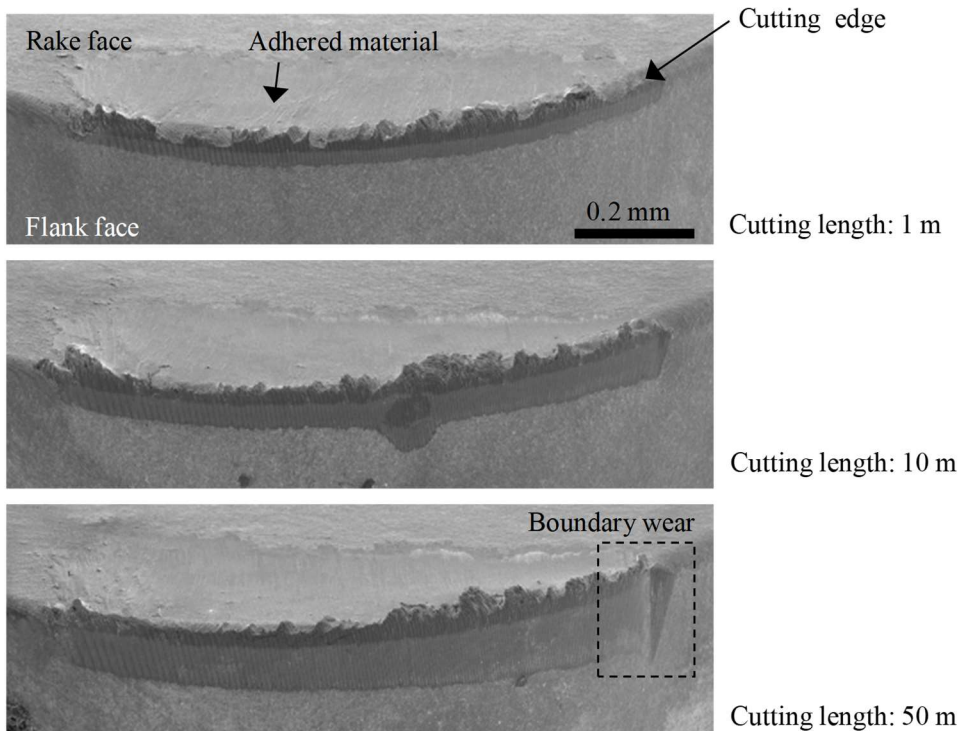 Cutting edge
Rake face
Adhered material
0.2 mm
Flank face
Cutting length: 1 m
Cutting length: 10 m
Boundary wear
Cutting length: 50 m